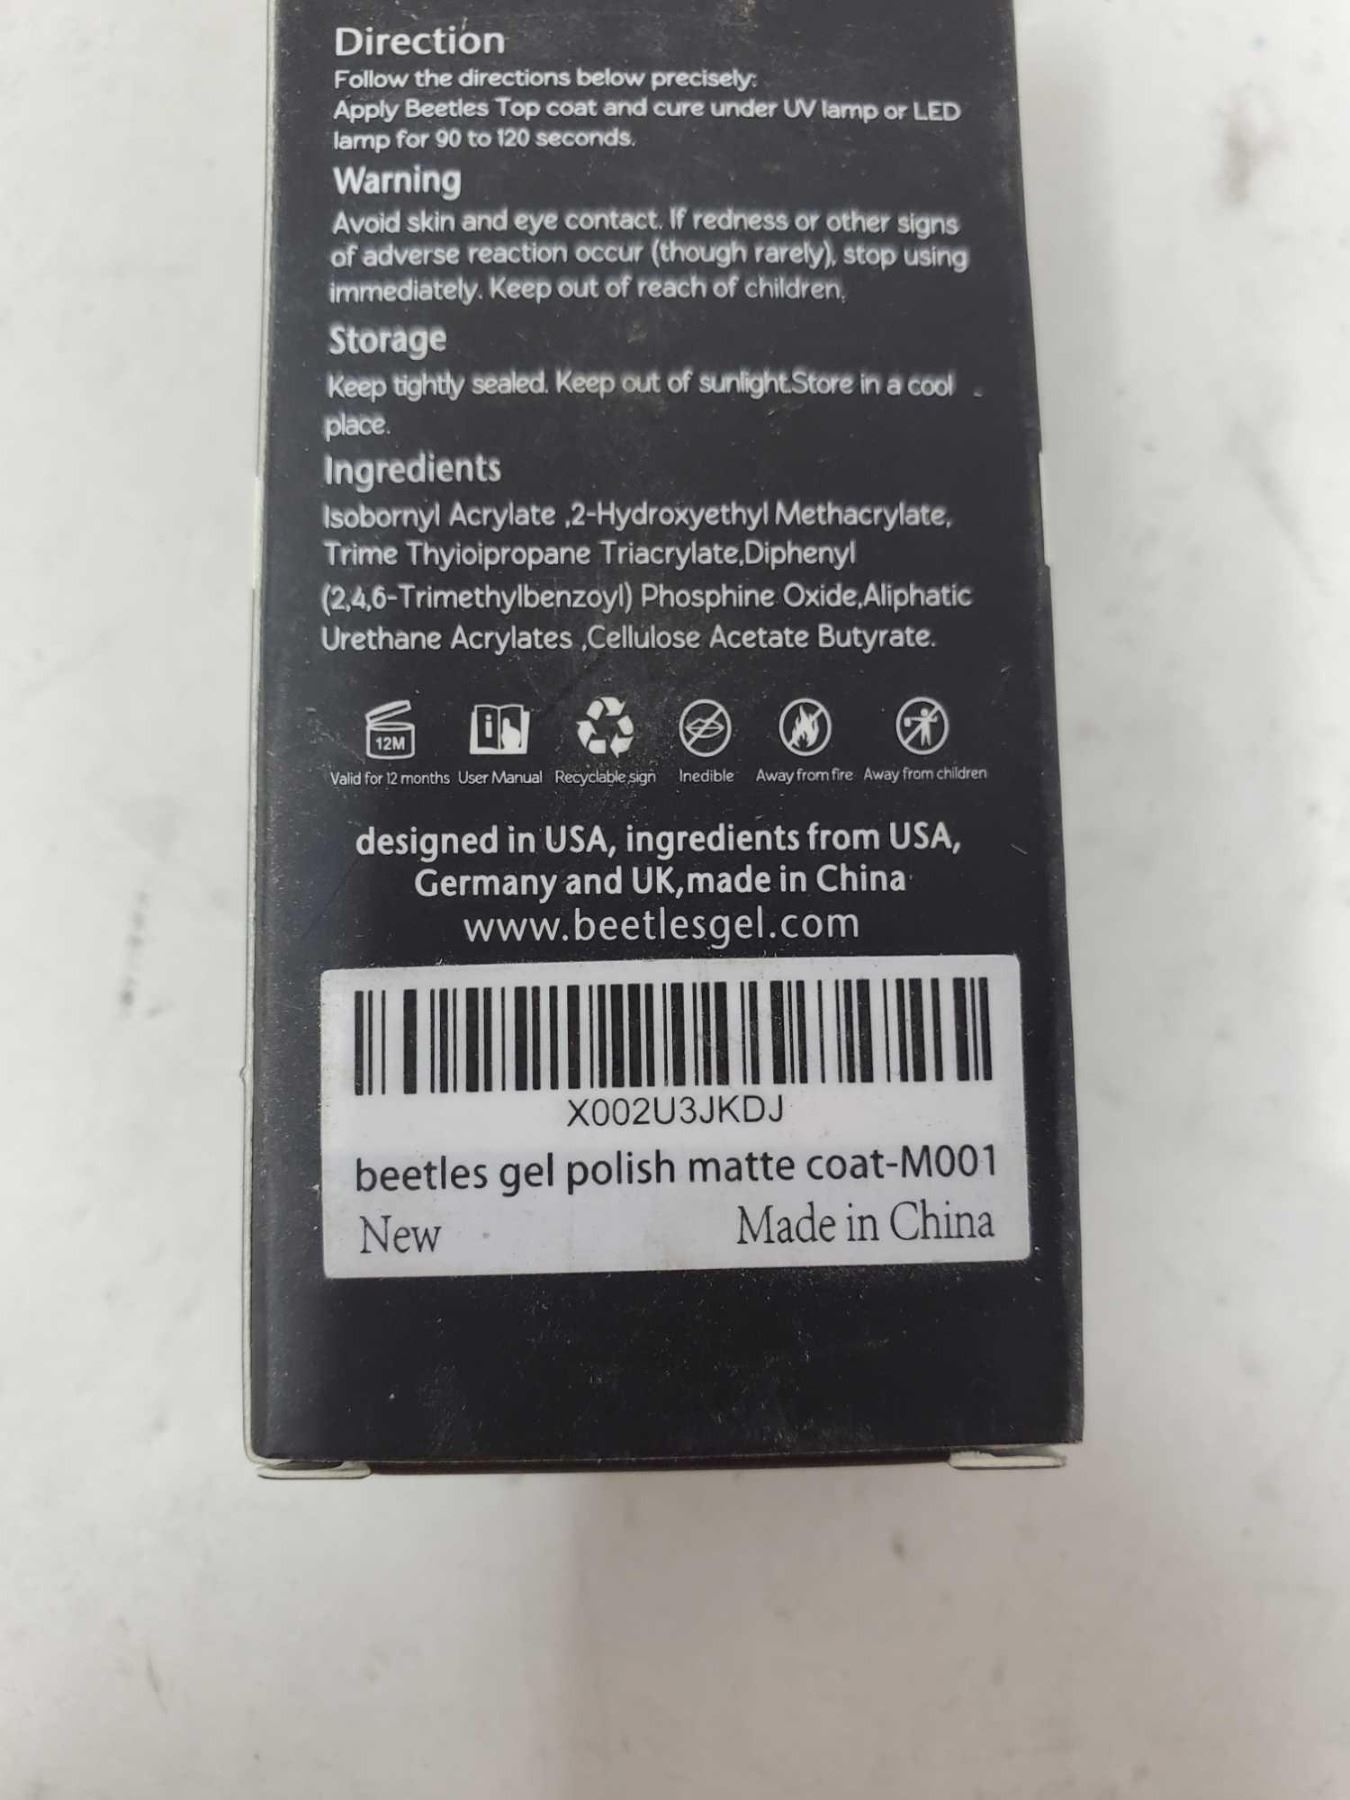 Direction
Follow the directions below precisely:
Apply Beetles Top coat and cure under UV lamp or LED
lamp for 90 to 120 seconds.
Warning
Avoid skin and eye contact. If redness or other signs
of adverse reaction occur (though rarely), stop using
immediately. Keep out of reach of children.
Storage
Keep tightly sealed. Keep out of sunlight.Store in a cool
place.
Ingredients
Isobornyl Acrylate ,2-Hydroxyethyl Methacrylate,
Trime Thyioipropane Triacrylate,Diphenyl
(2,4,6-Trimethylbenzoyl) Phosphine Oxide,Aliphatic
Urethane Acrylates ,Cellulose Acetate Butyrate.
12M
Valid for 12 months User Manual Recyclable sign Inedible Away from fire Away from children
designed in USA, ingredients from USA,
Germany and UK,made in China
www.beetlesgel.com
X002U3JKDJ
beetles gel polish matte coat-M001
New Made in China